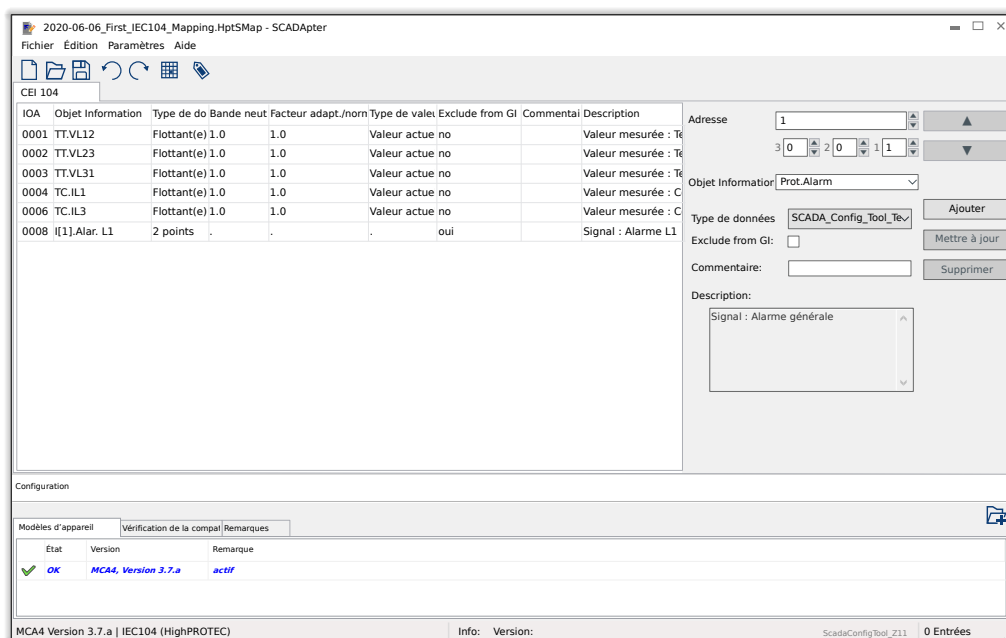 2020-06-06_First_IEC104_Mapping.HptSMap - SCADApter
Fichier Édition Paramètres Aide
CEI 104
IOA Objet Information Type de do Bande neut Facteur adapt./norm Type de valeu Exclude from GI Commentai Description
0001 TT.VL12 Flottant(e) 1.0 1.0 Valeur actue no Valeur mesurée : Te
0002 TT.VL23 Flottant(e) 1.0 1.0 Valeur actue no Valeur mesurée : Te
0003 TT.VL31 Flottant(e) 1.0 1.0 Valeur actue no Valeur mesurée : Te
0004 TC.IL1 Flottant(e) 1.0 1.0 Valeur actue no Valeur mesurée : C
0006 TC.IL3 Flottant(e) 1.0 1.0 Valeur actue no Valeur mesurée : C
0008 I[1].Alar. L1 2 points . . . oui Signal : Alarme L1
Adresse 1
3 0 2 0 1 1
Objet Information Prot.Alarm
Type de données SCADA_Config_Tool_Te
Exclude from GI:
Commentaire:
Description:
Signal : Alarme générale
Ajouter
Mettre à jour
Supprimer
Configuration
Modèles d'appareil Vérification de la compat Remarques
État Version Remarque
OK MCA4, Version 3.7.a actif
MCA4 Version 3.7.a | IEC104 (HighPROTEC) Info: Version: ScadaConfigTool_Z11 0 Entrées